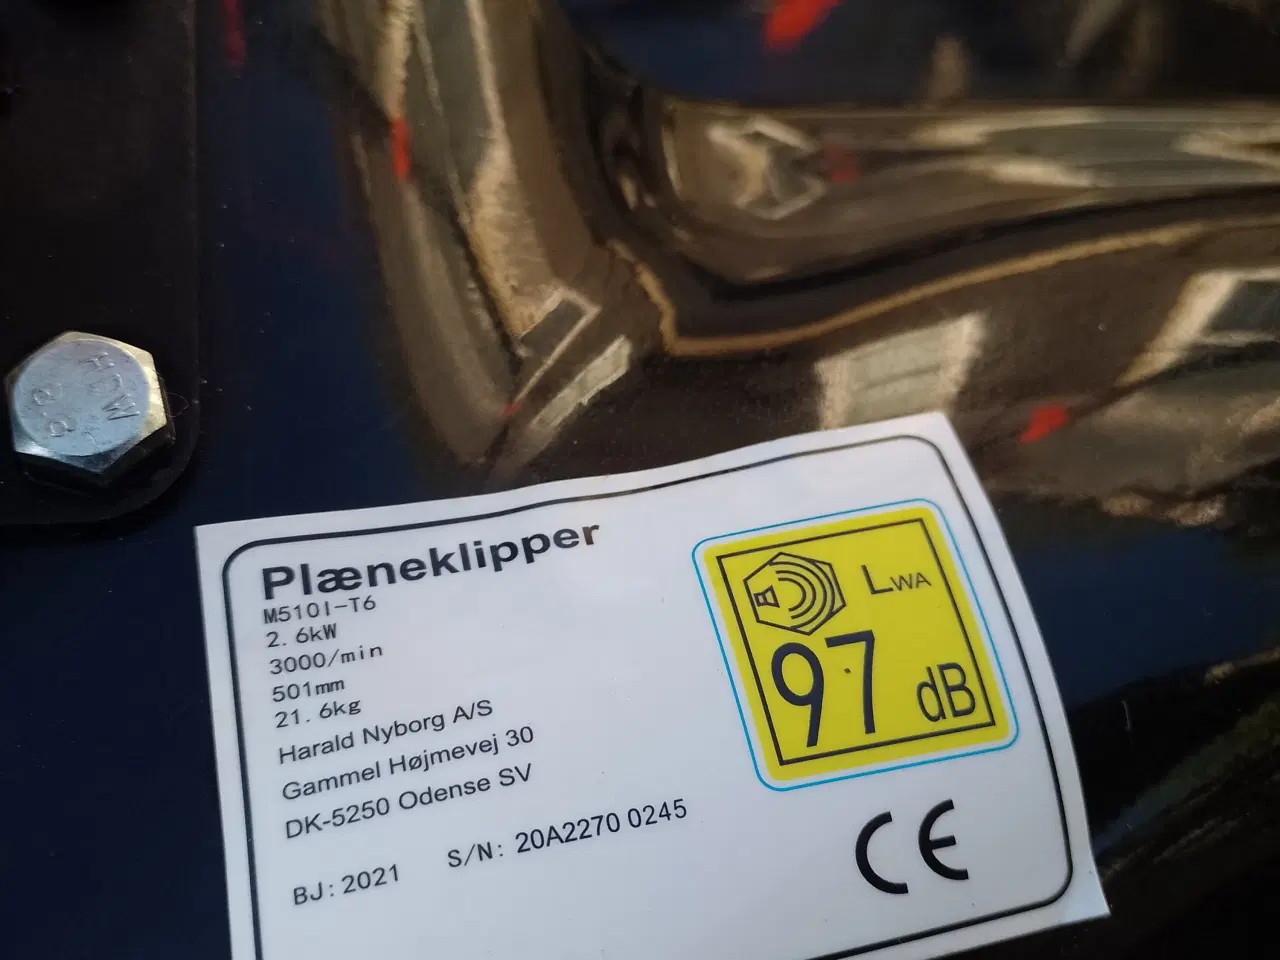 HDW
8.8
Plæneklipper
M510I-T6
2.6kW
3000/min
501mm
21.6kg
Harald Nyborg A/S
Gammel Højmevej 30
DK-5250 Odense SV
BJ: 2021 S/N: 20A2270 0245
LWA
97 dB
CE